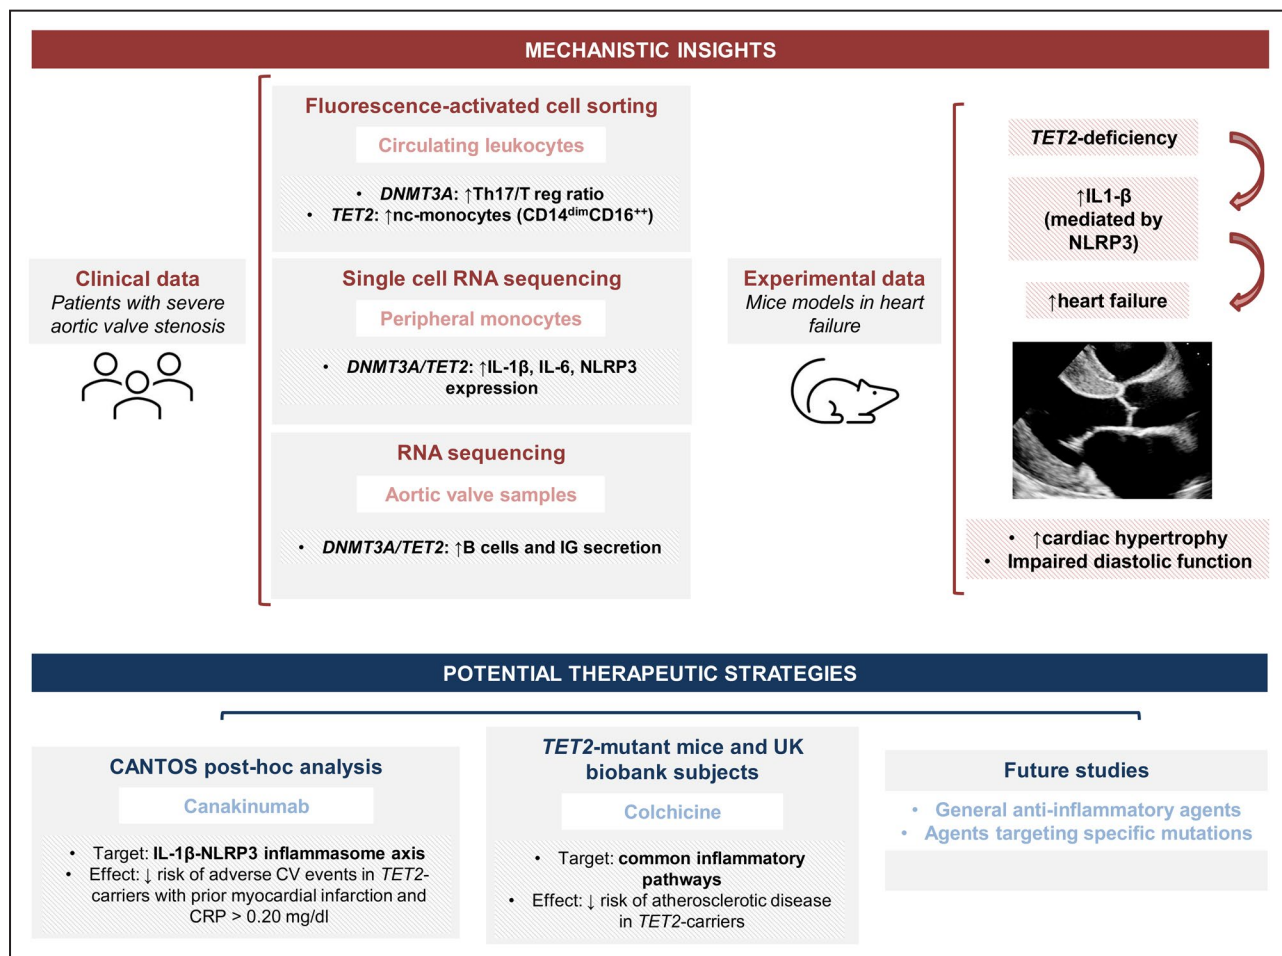 MECHANISTIC INSIGHTS
Clinical data
Patients with severe
aortic valve stenosis
Fluorescence-activated cell sorting
Circulating leukocytes
• DNMT3A: ↑Th17/T reg ratio
• TET2: ↑nc-monocytes (CD14dimCD16++)
Single cell RNA sequencing
Peripheral monocytes
• DNMT3A/TET2: ↑IL-1β, IL-6, NLRP3
expression
RNA sequencing
Aortic valve samples
• DNMT3A/TET2: ↑B cells and IG secretion
Experimental data
Mice models in heart
failure
TET2-deficiency
↑IL1-β
(mediated by
NLRP3)
↑heart failure
• ↑cardiac hypertrophy
• Impaired diastolic function
POTENTIAL THERAPEUTIC STRATEGIES
CANTOS post-hoc analysis
Canakinumab
• Target: IL-1β-NLRP3 inflammasome axis
• Effect: ↓ risk of adverse CV events in TET2-
carriers with prior myocardial infarction and
CRP > 0.20 mg/dl
TET2-mutant mice and UK
biobank subjects
Colchicine
• Target: common inflammatory
pathways
• Effect: ↓ risk of atherosclerotic disease
in TET2-carriers
Future studies
• General anti-inflammatory agents
• Agents targeting specific mutations